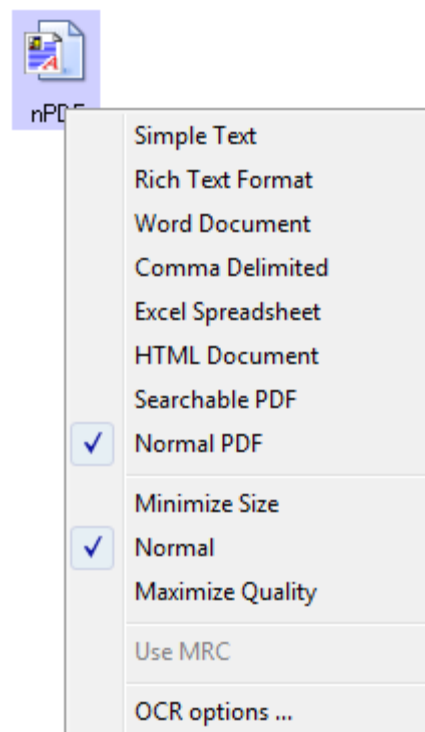 nPDF
Simple Text
Rich Text Format
Word Document
Comma Delimited
Excel Spreadsheet
HTML Document
Searchable PDF
Normal PDF
Minimize Size
Normal
Maximize Quality
Use MRC
OCR options ...